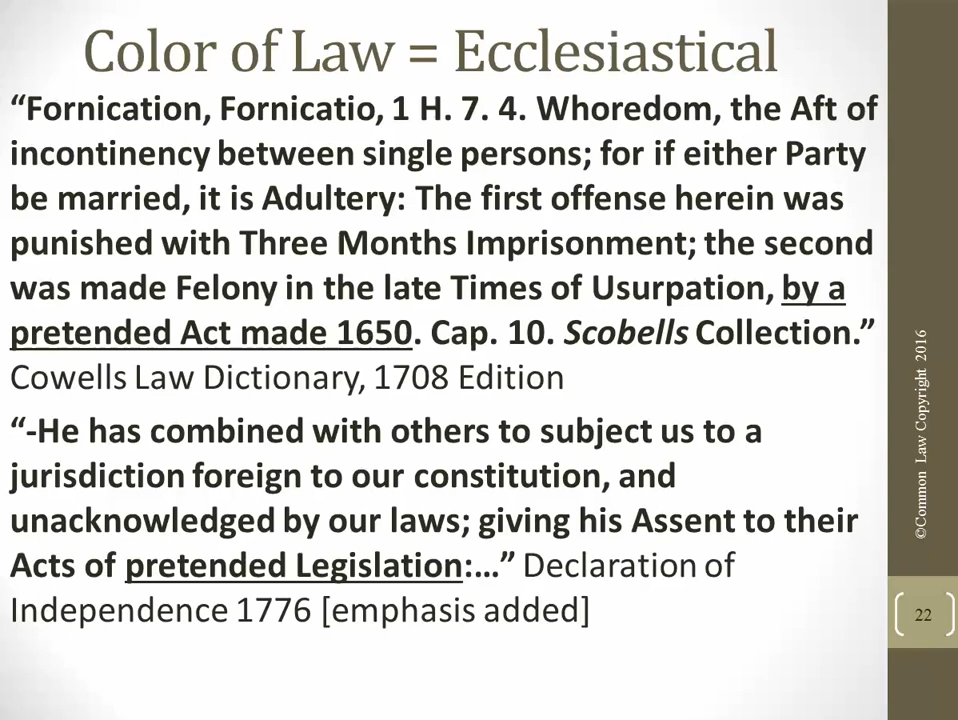 Color of Law = Ecclesiastical
“Fornication, Fornicatio, 1 H. 7. 4. Whoredom, the Aft of
incontinency between single persons; for if either Party
be married, it is Adultery: The first offense herein was
punished with Three Months Imprisonment; the second
was made Felony in the late Times of Usurpation, by a
pretended Act made 1650. Cap. 10. Scobells Collection.”
Cowells Law Dictionary, 1708 Edition
“-He has combined with others to subject us to a
jurisdiction foreign to our constitution, and
unacknowledged by our laws; giving his Assent to their
Acts of pretended Legislation:…” Declaration of
Independence 1776 [emphasis added]
©Common Law Copyright 2016
22